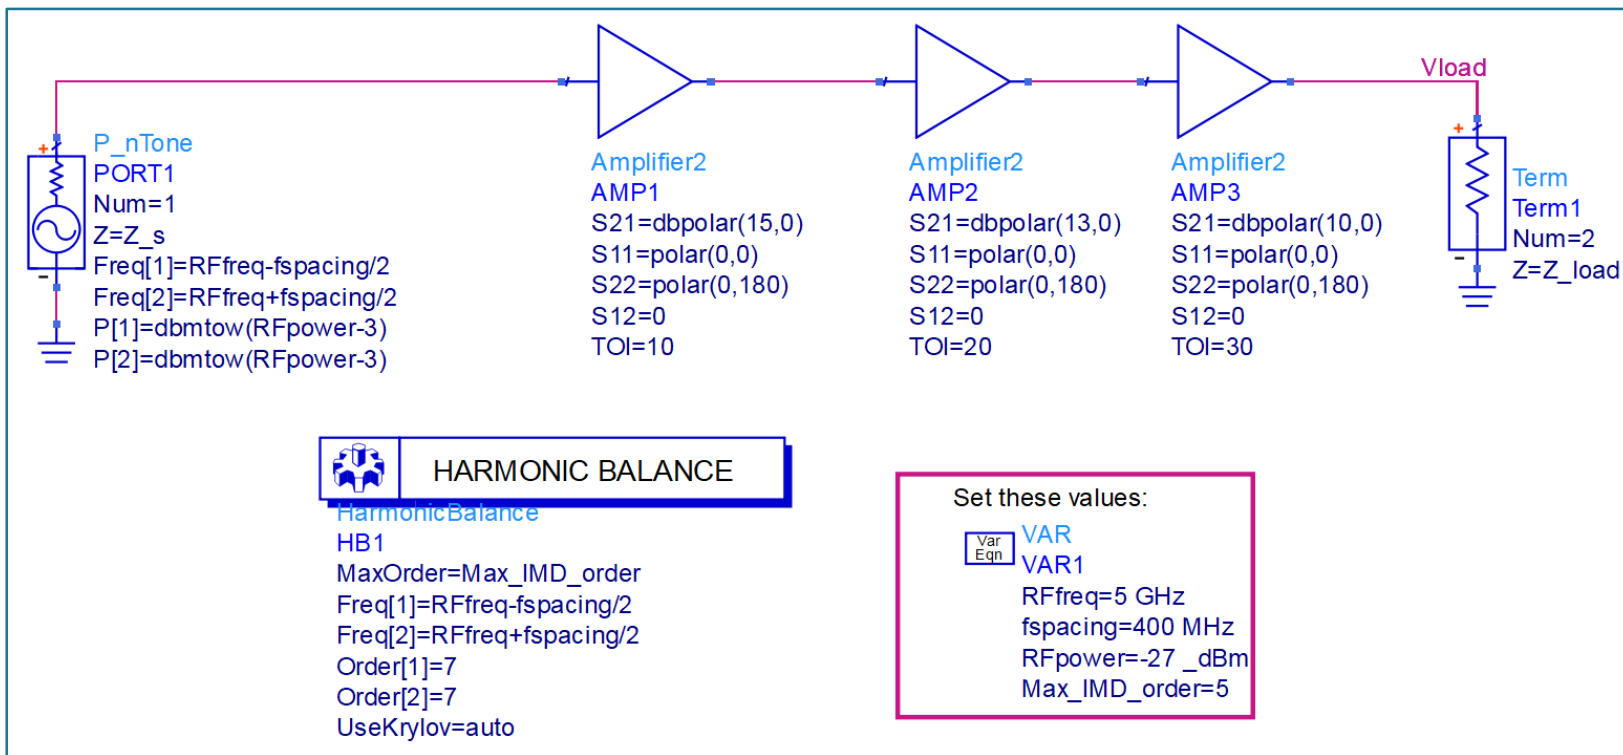 Vload
P_nTone
PORT1
Num=1
Z=Z_s
Freq[1]=RFfreq-fspacing/2
Freq[2]=RFfreq+fspacing/2
P[1]=dbmtow(RFpower-3)
P[2]=dbmtow(RFpower-3)
Amplifier2
AMP1
S21=dbpolar(15,0)
S11=polar(0,0)
S22=polar(0,180)
S12=0
TOI=10
Amplifier2
AMP2
S21=dbpolar(13,0)
S11=polar(0,0)
S22=polar(0,180)
S12=0
TOI=20
Amplifier2
AMP3
S21=dbpolar(10,0)
S11=polar(0,0)
S22=polar(0,180)
S12=0
TOI=30
Term
Term1
Num=2
Z=Z_load
HARMONIC BALANCE
HarmonicBalance
HB1
MaxOrder=Max_IMD_order
Freq[1]=RFfreq-fspacing/2
Freq[2]=RFfreq+fspacing/2
Order[1]=7
Order[2]=7
UseKrylov=auto
Set these values:
Var
Eqn
VAR
VAR1
RFfreq=5 GHz
fspacing=400 MHz
RFpower=-27 _dBm
Max_IMD_order=5